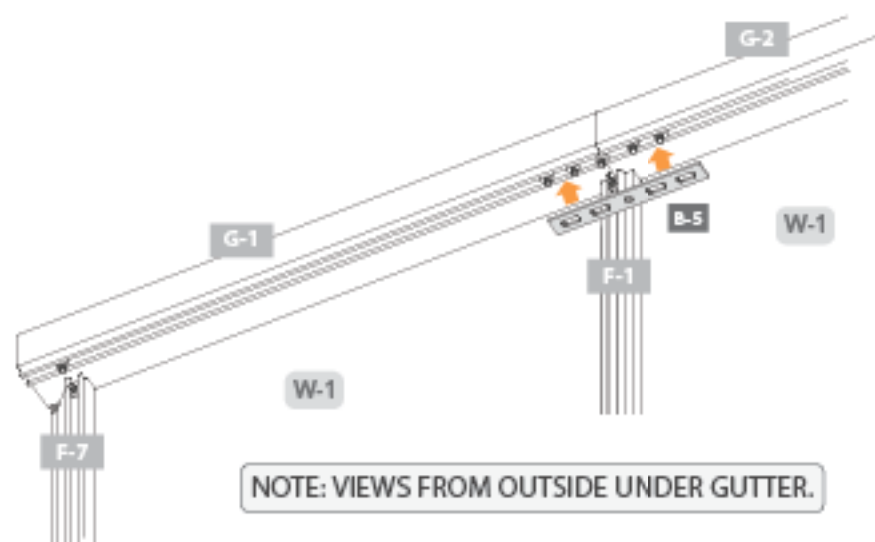 G-2
G-1
B-5
W-1
F-1
W-1
F-7
NOTE: VIEWS FROM OUTSIDE UNDER GUTTER.